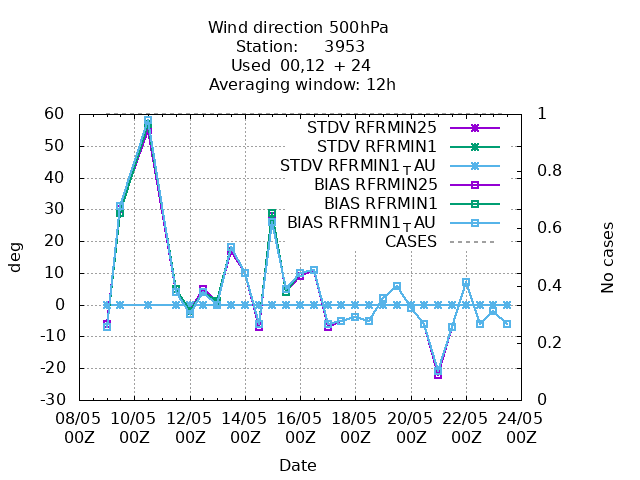 Wind direction 500hPa
Station: 3953
Used 00,12 + 24
Averaging window: 12h
60 1
50
40 0.8
30
20 0.6
10 0.4
0
-10 0.2
-20
-30 0
STDV RFRMIN25
STDV RFRMIN1
STDV RFRMIN1TAU
BIAS RFRMIN25
BIAS RFRMIN1
BIAS RFRMIN1TAU
CASES
deg
No cases
08/05 10/05 12/05 14/05 16/05 18/05 20/05 22/05 24/05
00Z 00Z 00Z 00Z 00Z 00Z 00Z 00Z 00Z
Date